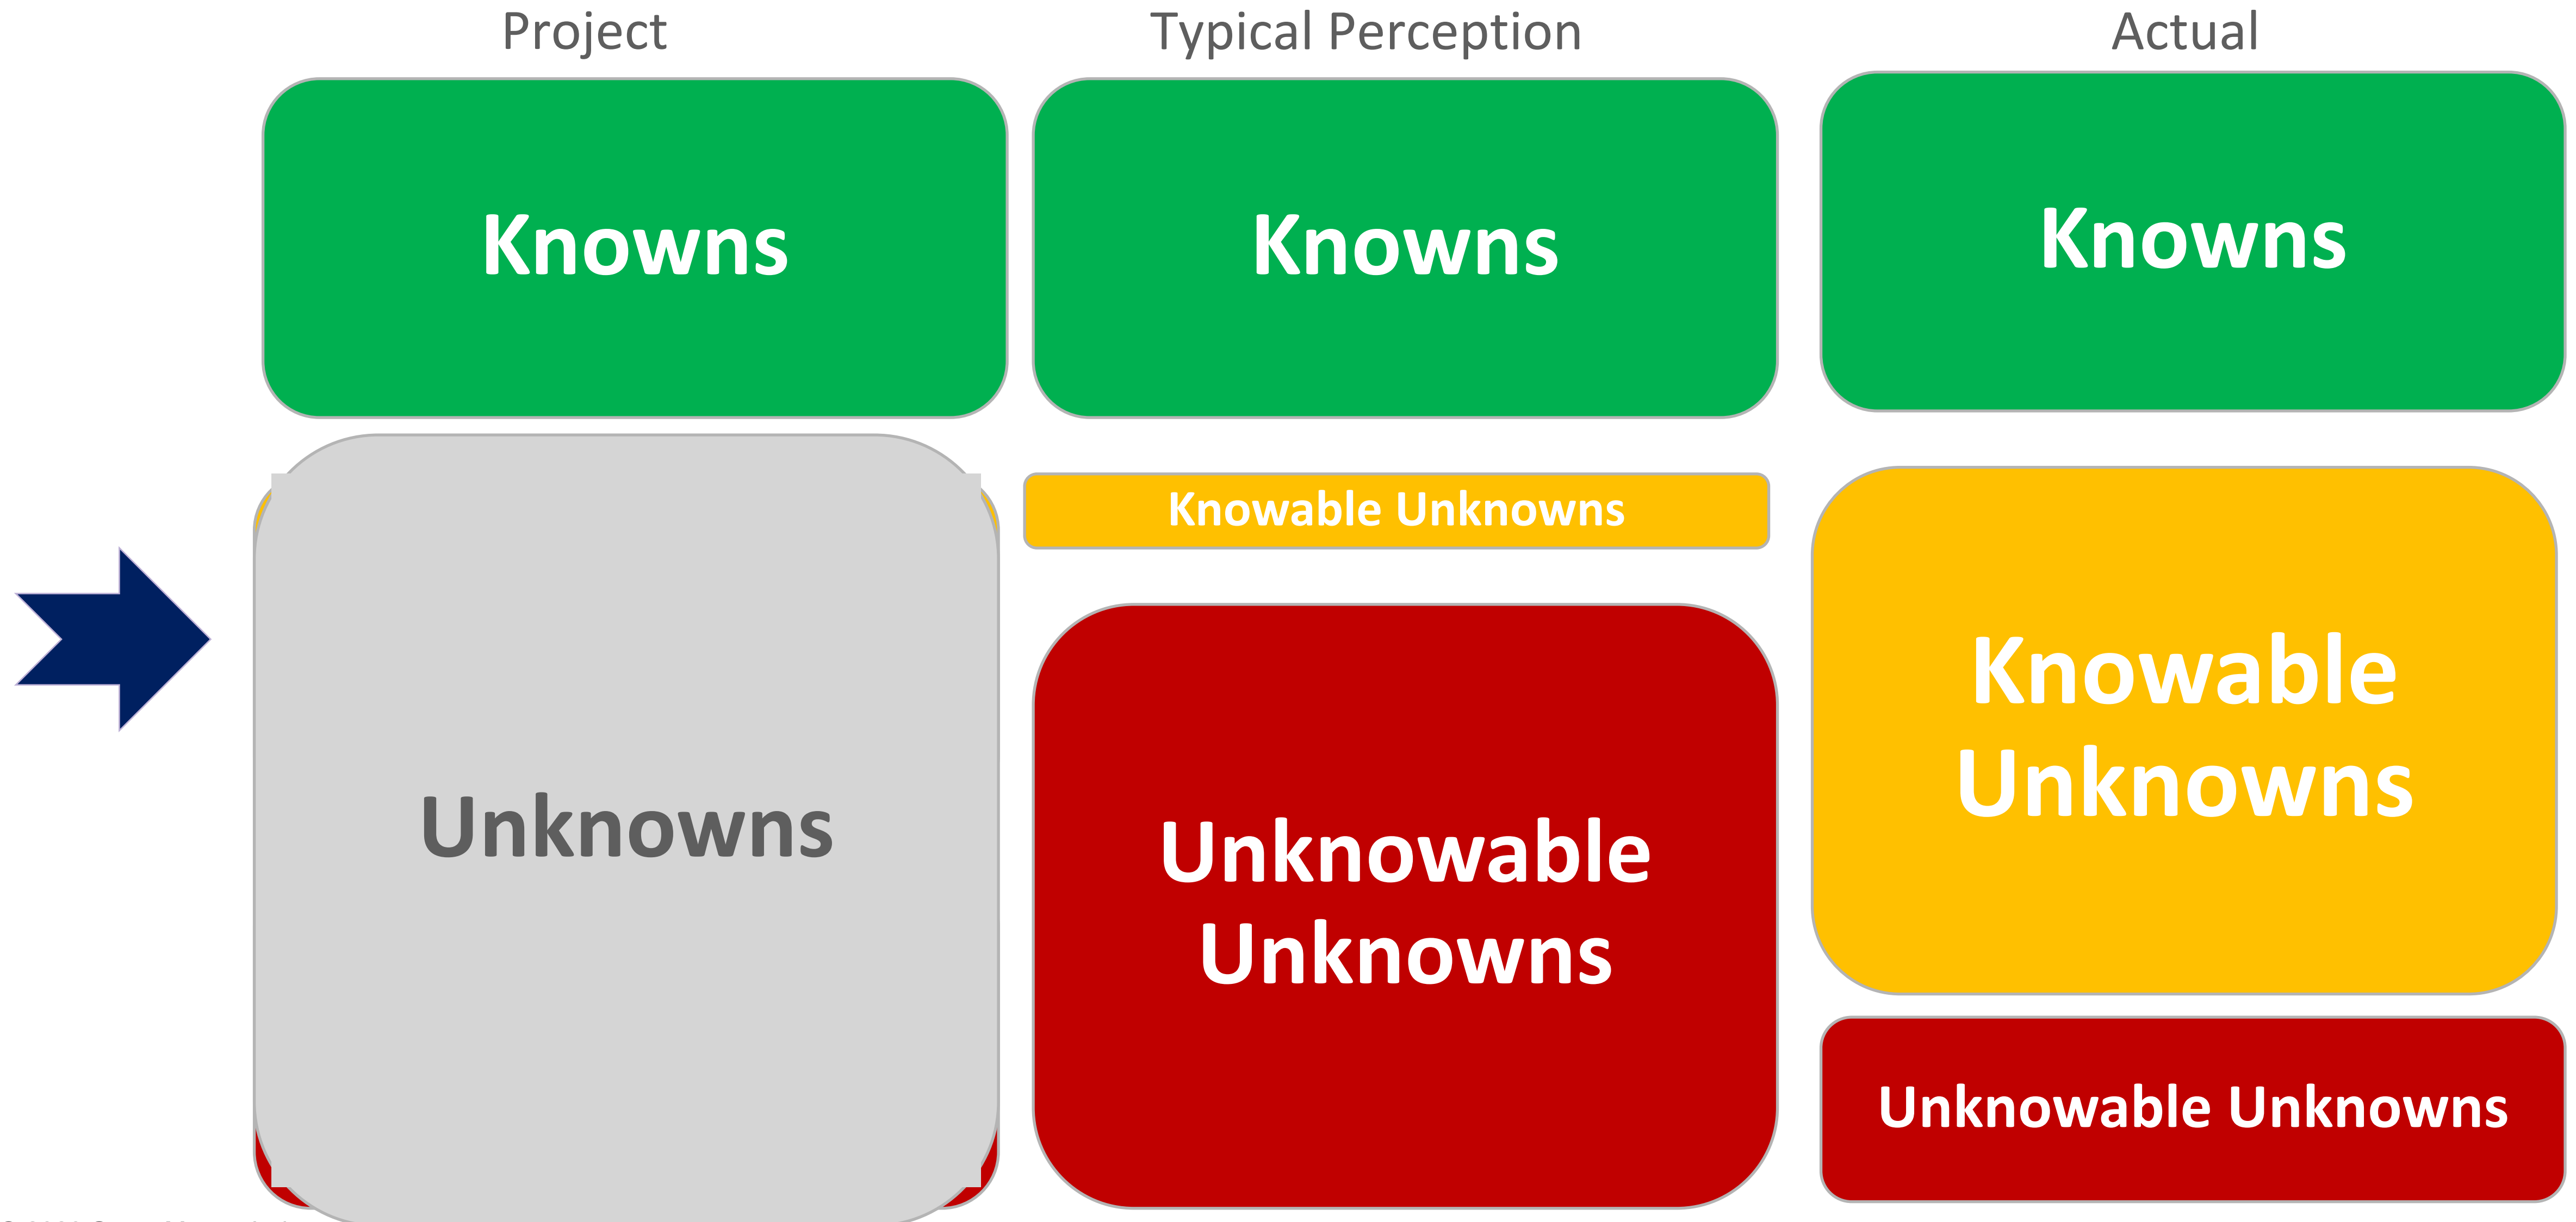 Project
Typical Perception
Actual
Knowns
Knowns
Knowns
Knowable Unknowns
Unknowns
Unknowable
Unknowns
Knowable
Unknowns
Unknowable Unknowns